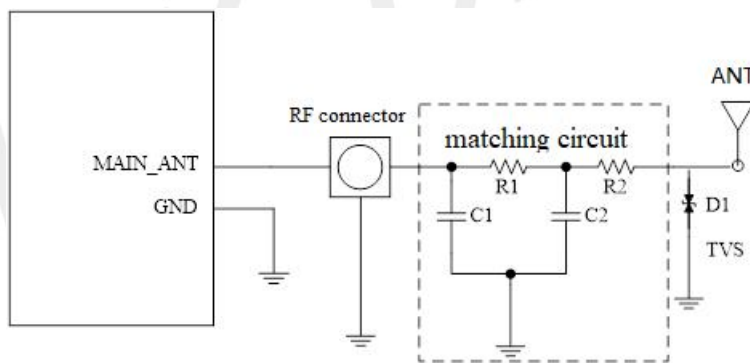 ANT
RF connector
matching circuit
MAIN_ANT
R1
R2
GND
C1
C2
D1
TVS